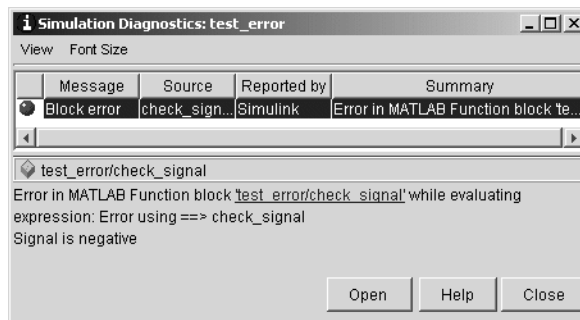 Simulation Diagnostics: test_error
View Font Size
Message Source Reported by Summary
Block error check_sign... Simulink Error in MATLAB Function block 'te...
test_error/check_signal
Error in MATLAB Function block 'test_error/check_signal' while evaluating
expression: Error using ==> check_signal
Signal is negative
Open Help Close